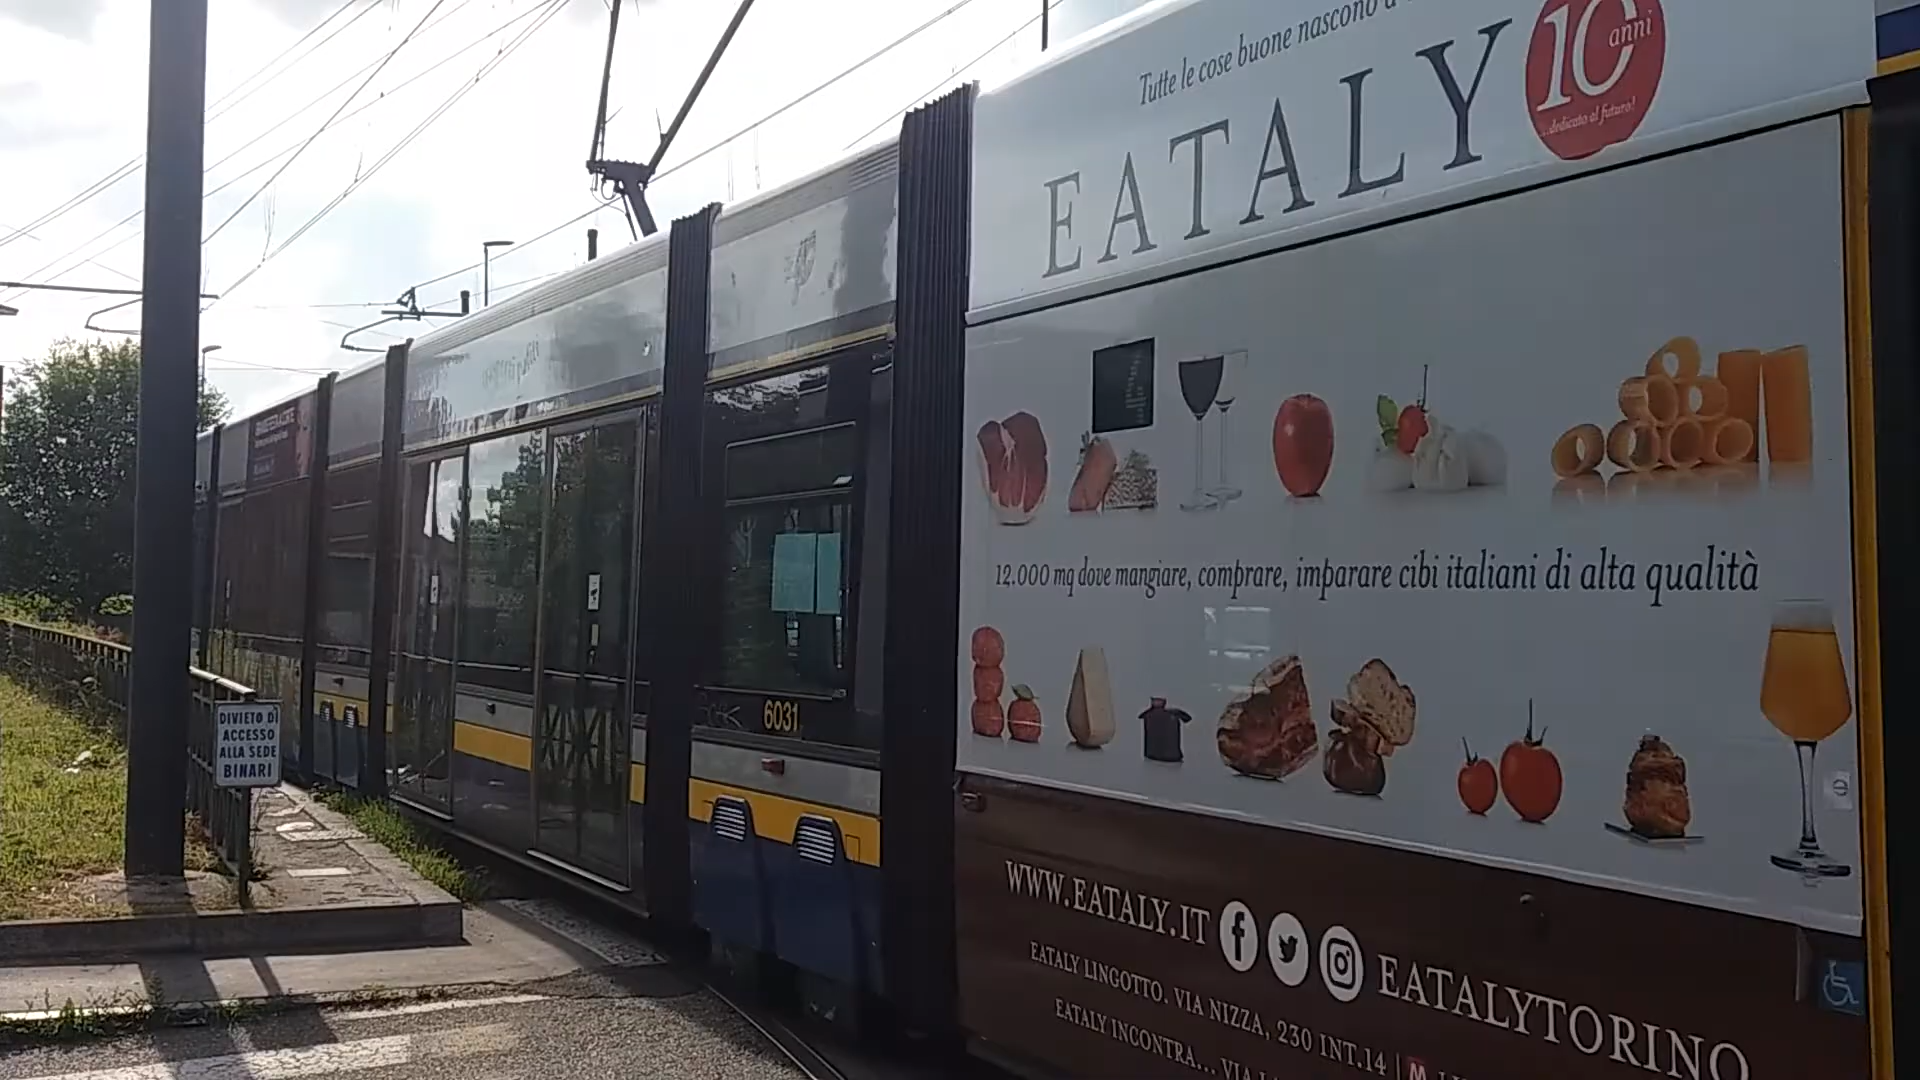 Tutte le cose buone nascono
EATALY
10
anni
...dedicato al futuro!
12.000 mq dove mangiare, comprare, imparare cibi italiani di alta qualità
6031
DIVIETO DI
ACCESSO
ALLA SEDE
BINARI
WWW.EATALY.IT
EATALYTORINO
EATALY LINGOTTO. VIA NIZZA, 230 INT.14 | M
EATALY INCONTRA... VIA